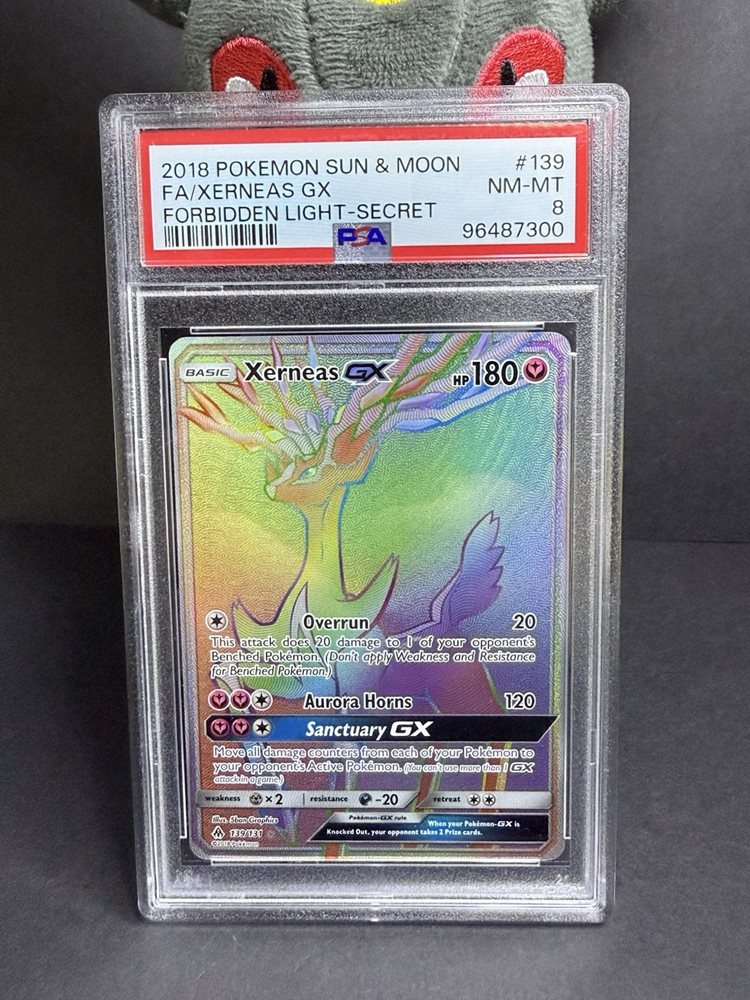 2018 POKEMON SUN & MOON #139
FA/XERNEAS GX NM-MT
FORBIDDEN LIGHT-SECRET 8
PSA 96487300
BASIC Xerneas GX HP 180
Overrun 20
This attack does 20 damage to 1 of your opponent's
Benched Pokémon. (Don't apply Weakness and Resistance
for Benched Pokémon.)
Aurora Horns 120
Sanctuary GX
Move all damage counters from each of your Pokémon to
your opponent's Active Pokémon. (You can't use more than 1 GX
attack in a game.)
weakness ×2 resistance -20 retreat
Illus. 5ban Graphics
Pokémon-GX rule
When your Pokémon-GX is
Knocked Out, your opponent takes 2 Prize cards.
139/131
©2018 Pokémon